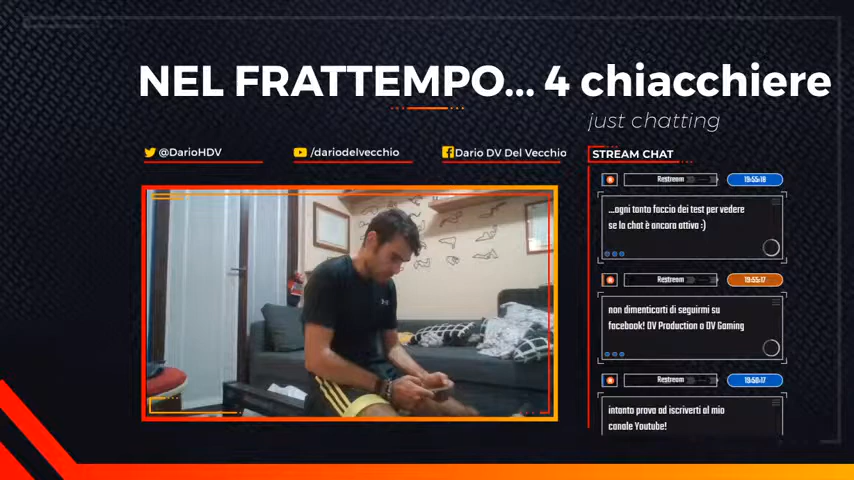 NEL FRATTEMPO... 4 chiacchiere
just chatting
@DarioHDV
/dariodelvecchio
Dario DV Del Vecchio
STREAM CHAT
Restream
19:55:18
...ogni tanto faccio dei test per vedere
se la chat è ancora attiva :)
Restream
19:55:17
non dimenticarti di seguirmi su
facebook! DV Production o DV Gaming
Restream
19:50:17
intanto prova ad iscriverti al mio
canale Youtube!